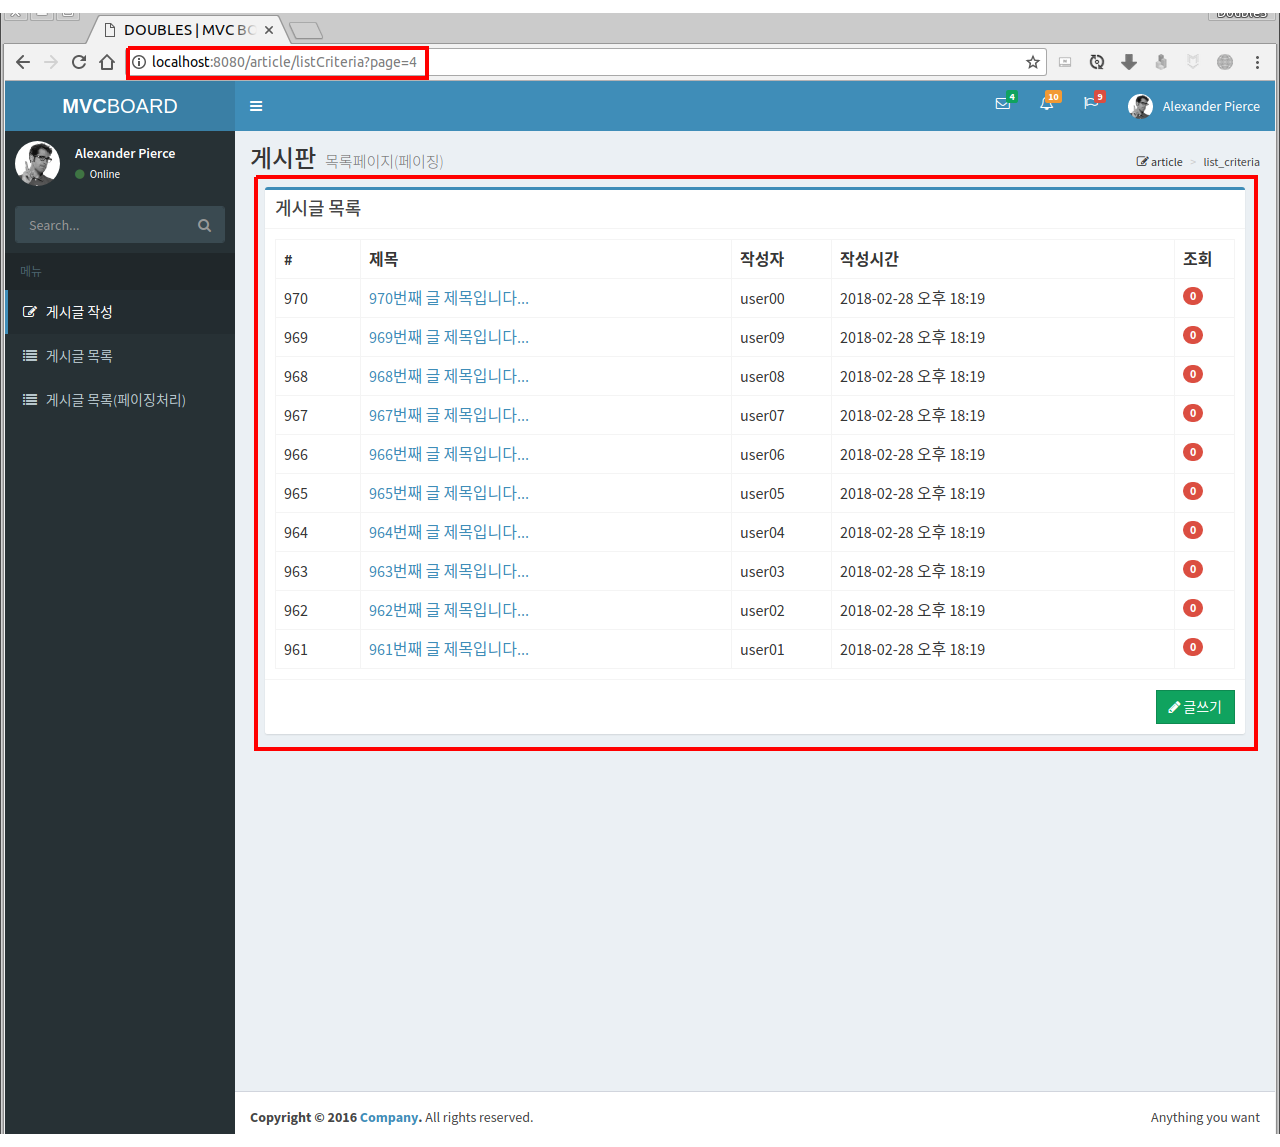 Doubles
DOUBLES | MVC BO
localhost:8080/article/listCriteria?page=4
MVCBOARD
4
10
9
Alexander Pierce
Alexander Pierce
Online
게시판 목록페이지(페이징)
article > list_criteria
Search...
메뉴
게시글 작성
게시글 목록
게시글 목록(페이징처리)
게시글 목록
# 제목 작성자 작성시간 조회
970 970번째 글 제목입니다... user00 2018-02-28 오후 18:19 0
969 969번째 글 제목입니다... user09 2018-02-28 오후 18:19 0
968 968번째 글 제목입니다... user08 2018-02-28 오후 18:19 0
967 967번째 글 제목입니다... user07 2018-02-28 오후 18:19 0
966 966번째 글 제목입니다... user06 2018-02-28 오후 18:19 0
965 965번째 글 제목입니다... user05 2018-02-28 오후 18:19 0
964 964번째 글 제목입니다... user04 2018-02-28 오후 18:19 0
963 963번째 글 제목입니다... user03 2018-02-28 오후 18:19 0
962 962번째 글 제목입니다... user02 2018-02-28 오후 18:19 0
961 961번째 글 제목입니다... user01 2018-02-28 오후 18:19 0
글쓰기
Copyright © 2016 Company. All rights reserved.
Anything you want